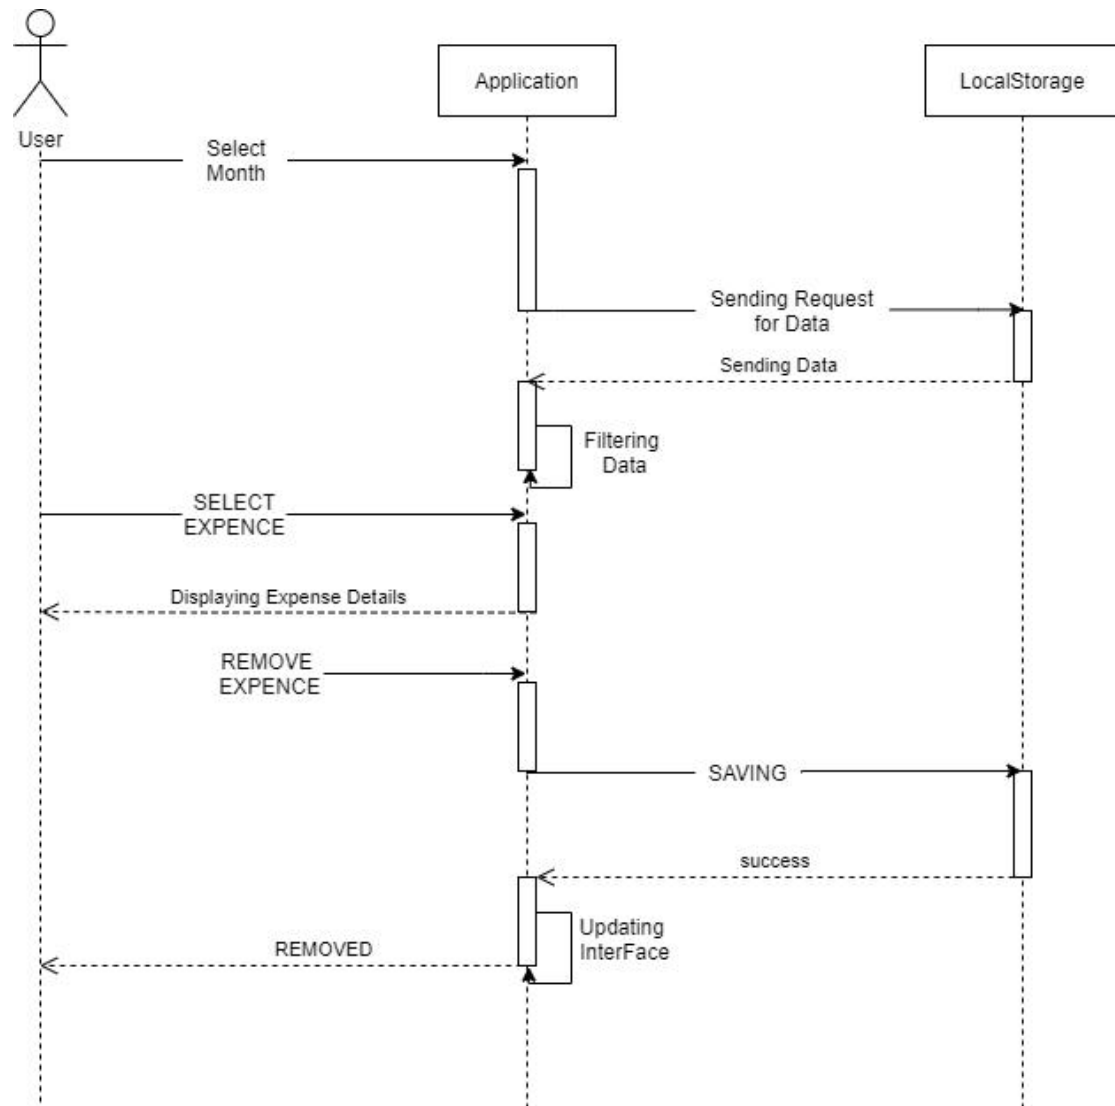 Application
LocalStorage
User
Select
Month
Sending Request
for Data
Sending Data
Filtering
Data
SELECT
EXPENCE
Displaying Expense Details
REMOVE
EXPENCE
SAVING
success
Updating
InterFace
REMOVED